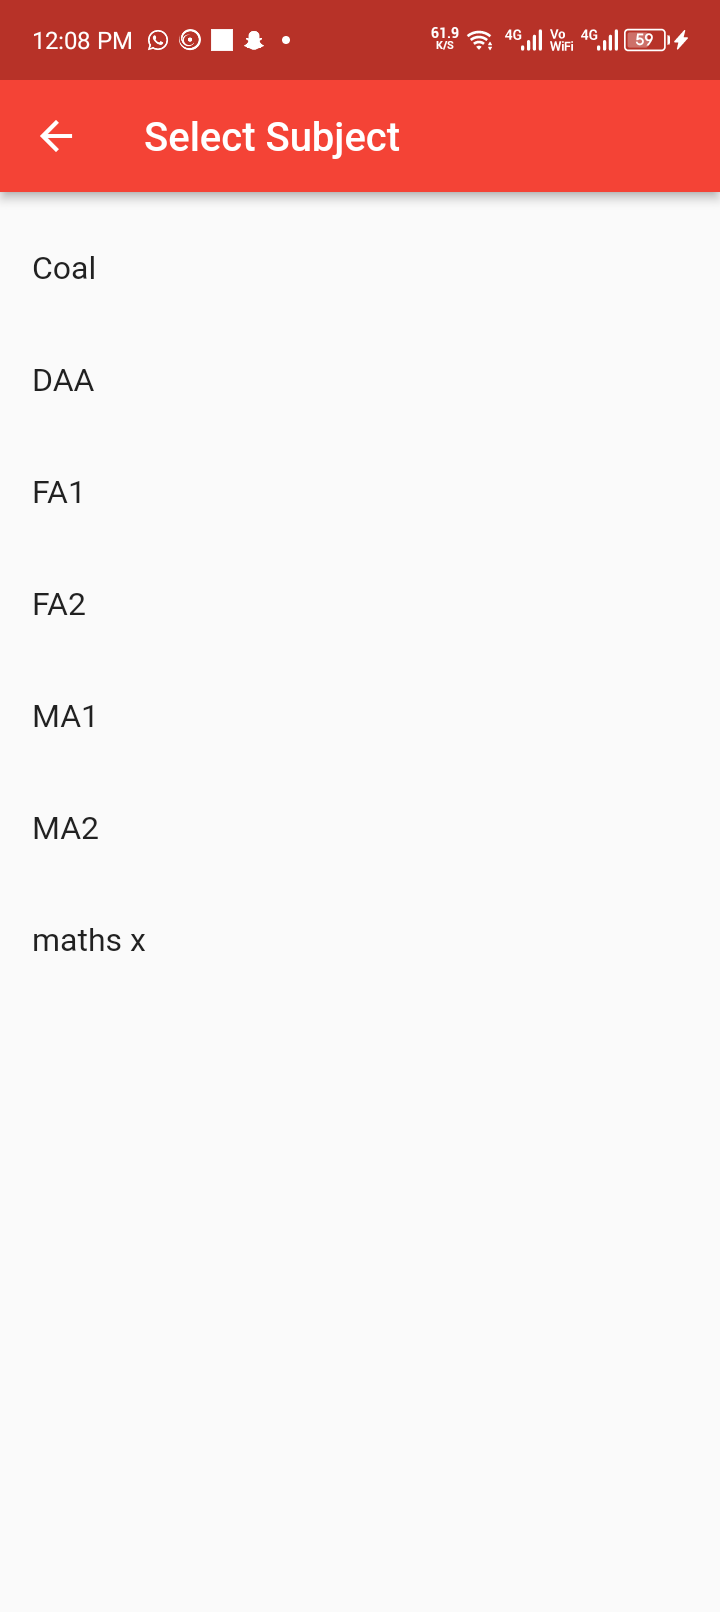 12:08 PM 61.9 K/S 4G Vo WiFi 4G 59
Select Subject
Coal
DAA
FA1
FA2
MA1
MA2
maths x